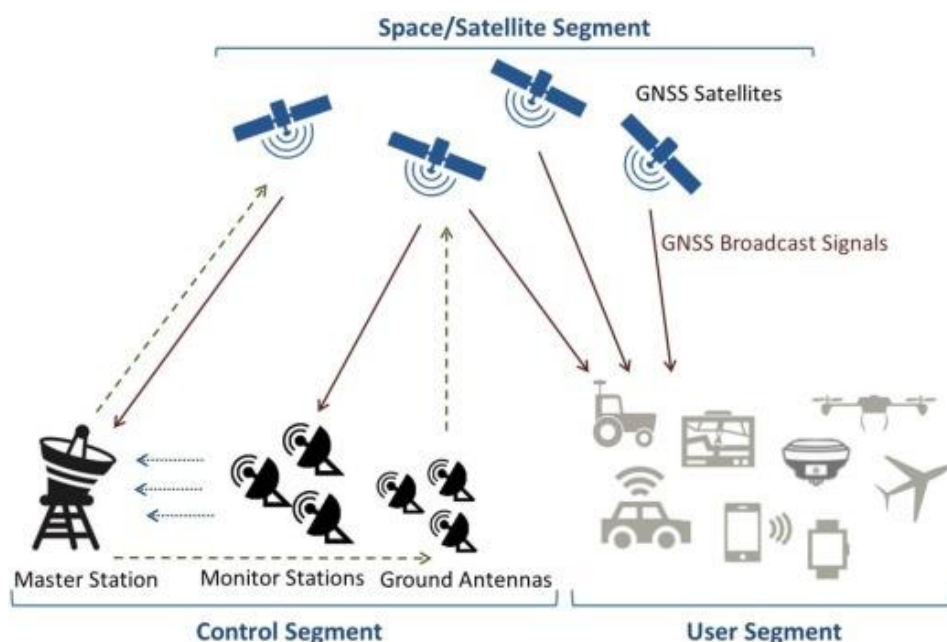 Space/Satellite Segment
GNSS Satellites
GNSS Broadcast Signals
Master Station
Monitor Stations
Ground Antennas
Control Segment
User Segment